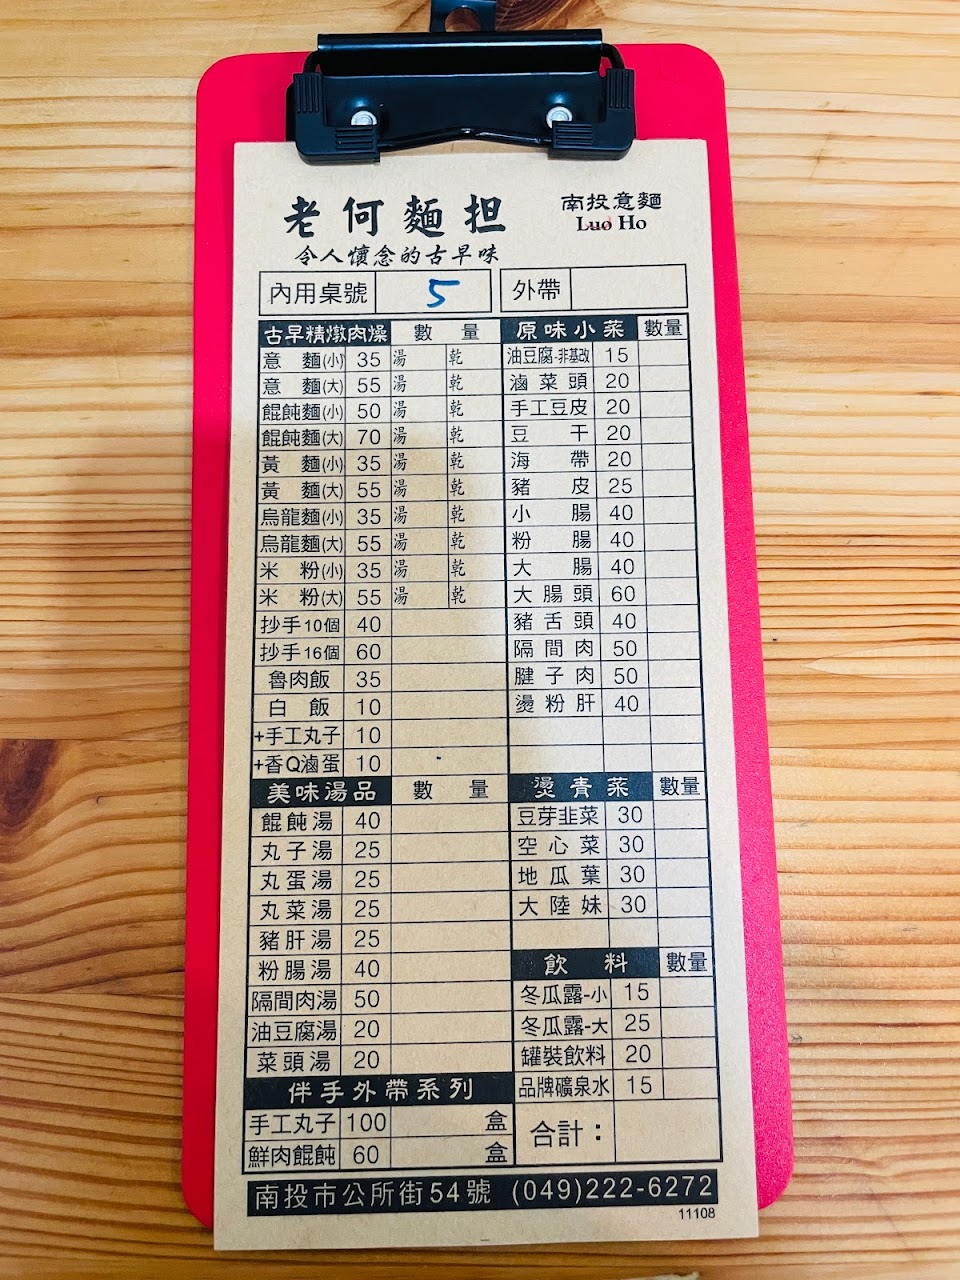 老何麵担
南投意麵
Luo Ho
令人懷念的古早味
內用桌號 5 外帶
古早精燉肉燥 數量
意麵(小) 35 湯 乾
意麵(大) 55 湯 乾
餛飩麵(小) 50 湯 乾
餛飩麵(大) 70 湯 乾
黃麵(小) 35 湯 乾
黃麵(大) 55 湯 乾
烏龍麵(小) 35 湯 乾
烏龍麵(大) 55 湯 乾
米粉(小) 35 湯 乾
米粉(大) 55 湯 乾
抄手10個 40
抄手16個 60
魯肉飯 35
白飯 10
+手工丸子 10
+香Q滷蛋 10
美味湯品 數量
餛飩湯 40
丸子湯 25
丸蛋湯 25
丸菜湯 25
豬肝湯 25
粉腸湯 40
隔間肉湯 50
油豆腐湯 20
菜頭湯 20
伴手外帶系列
手工丸子 100 盒
鮮肉餛飩 60 盒
原味小菜 數量
油豆腐-非基改 15
滷菜頭 20
手工豆皮 20
豆干 20
海帶 20
豬皮 25
小腸 40
粉腸 40
大腸 40
大腸頭 60
豬舌頭 40
隔間肉 50
腱子肉 50
燙粉肝 40
燙青菜 數量
豆芽韭菜 30
空心菜 30
地瓜葉 30
大陸妹 30
飲料 數量
冬瓜露-小 15
冬瓜露-大 25
罐裝飲料 20
品牌礦泉水 15
合計：
南投市公所街54號 (049)222-6272
11108